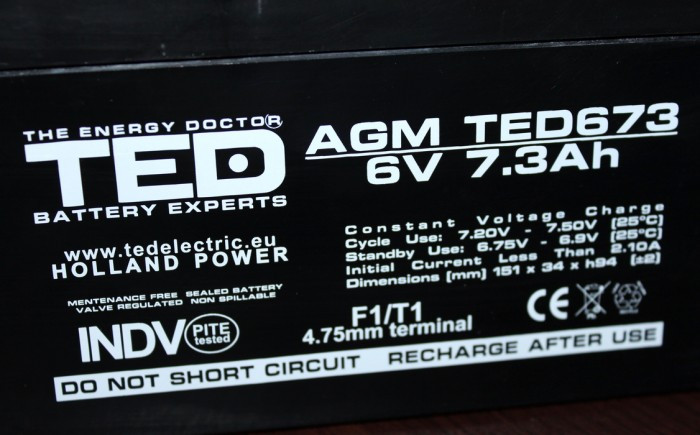 THE ENERGY DOCTOR
TED
BATTERY EXPERTS
www.tedelectric.eu
HOLLAND POWER
MENTENANCE FREE SEALED BATTERY
VALVE REGULATED NON SPILLABLE
INDV PITE tested
AGM TED673
6V 7.3Ah
Constant Voltage Charge
Cycle Use: 7.20V - 7.50V (25°C)
Standby Use: 6.75V - 6.9V (25°C)
Initial Current Less Than 2.10A
Dimensions (mm) 151 x 34 x h94 (±2)
F1/T1
4.75mm terminal
CE
DO NOT SHORT CIRCUIT RECHARGE AFTER USE